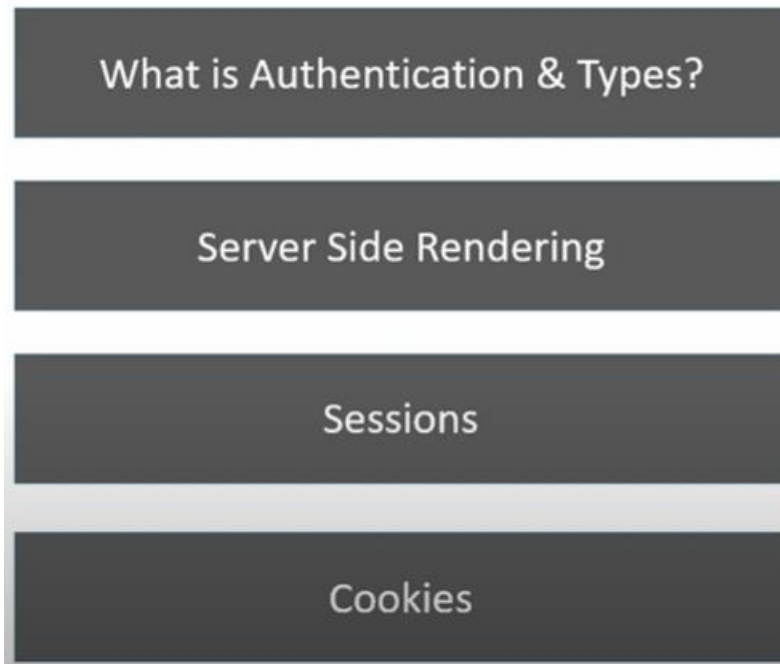 What is Authentication & Types?
Server Side Rendering
Sessions
Cookies